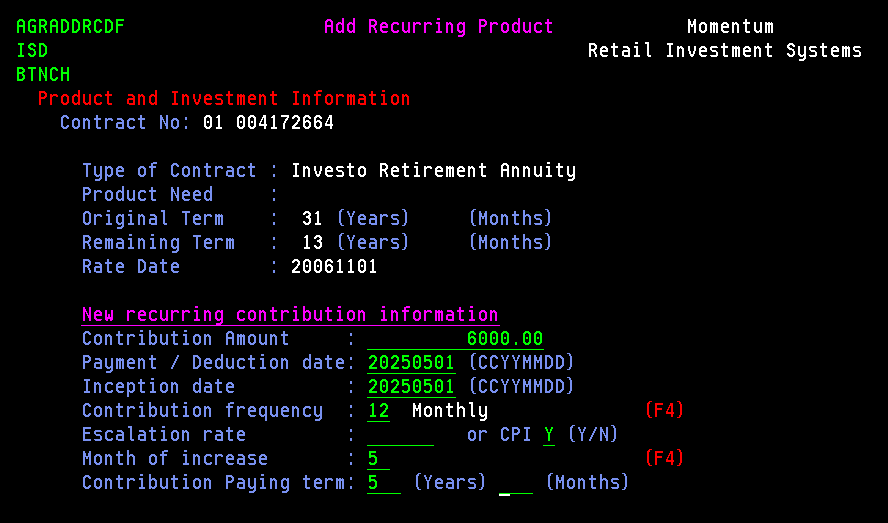 AGRADDRCDF Add Recurring Product Momentum
ISD Retail Investment Systems
BTNCH
Product and Investment Information
Contract No: 01 004172664
Type of Contract : Investo Retirement Annuity
Product Need :
Original Term : 31 (Years) (Months)
Remaining Term : 13 (Years) (Months)
Rate Date : 20061101
New recurring contribution information
Contribution Amount : 6000.00
Payment / Deduction date: 20250501 (CCYYMMDD)
Inception date : 20250501 (CCYYMMDD)
Contribution frequency : 12 Monthly (F4)
Escalation rate : ______ or CPI Y (Y/N)
Month of increase : 5 (F4)
Contribution Paying term: 5 (Years) ___ (Months)